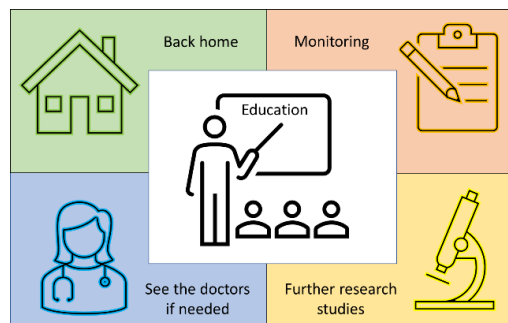 Back home
Monitoring
Education
See the doctors
if needed
Further research
studies